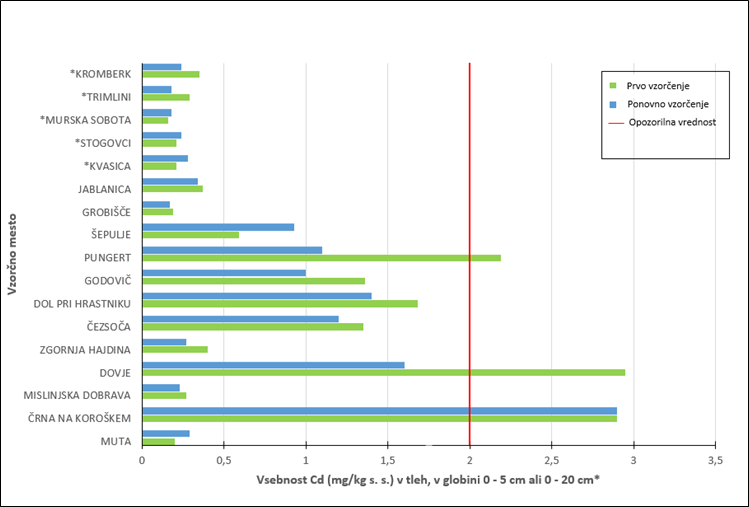 *KROMBERK
*TRIMLINI
*MURSKA SOBOTA
*STOGOVCI
*KVASICA
JABLANICA
GROBIŠČE
ŠEPULJE
PUNGERT
GODOVIČ
DOL PRI HRASTNIKU
ČEZSOČA
ZGORNJA HAJDINA
DOVJE
MISLINJSKA DOBRAVA
ČRNA NA KOROŠKEM
MUTA
Vzorčno mesto
Prvo vzorčenje
Ponovno vzorčenje
Opozorilna vrednost
0 0,5 1 1,5 2 2,5 3 3,5
Vsebnost Cd (mg/kg s. s.) v tleh, v globini 0 - 5 cm ali 0 - 20 cm*